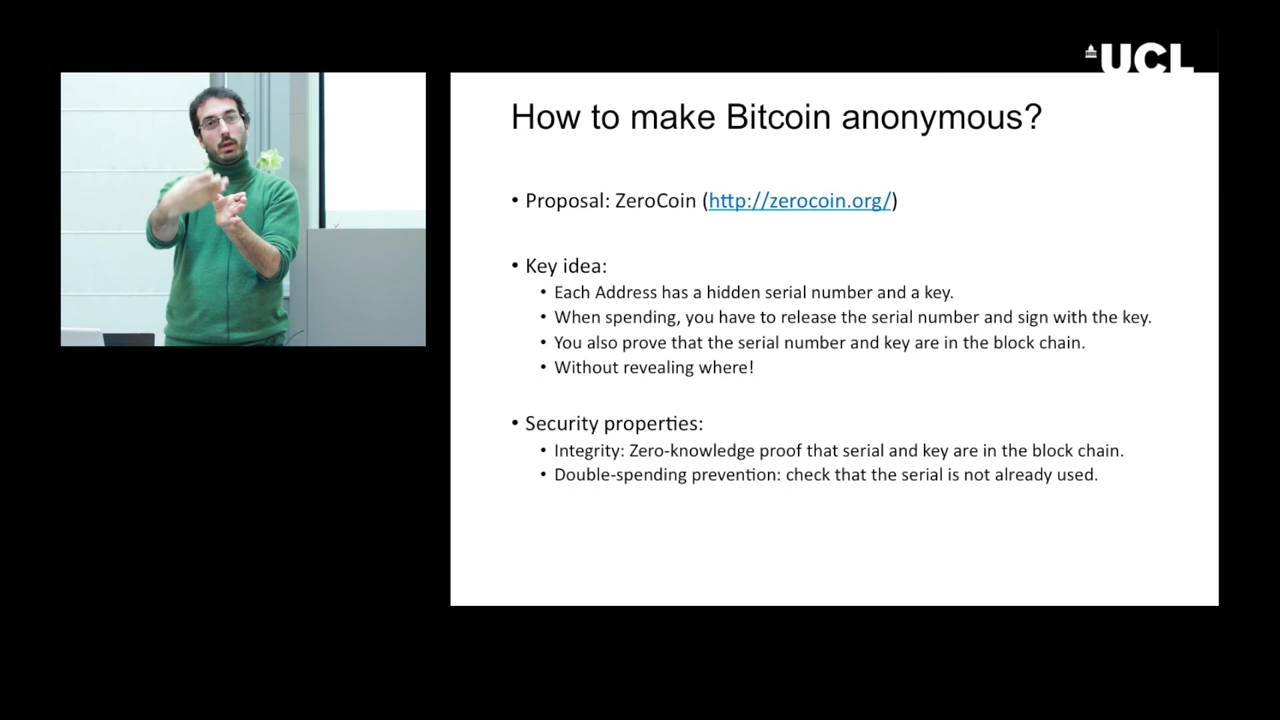 UCL
How to make Bitcoin anonymous?
• Proposal: ZeroCoin (http://zerocoin.org/)
• Key idea:
• Each Address has a hidden serial number and a key.
• When spending, you have to release the serial number and sign with the key.
• You also prove that the serial number and key are in the block chain.
• Without revealing where!
• Security properties:
• Integrity: Zero-knowledge proof that serial and key are in the block chain.
• Double-spending prevention: check that the serial is not already used.